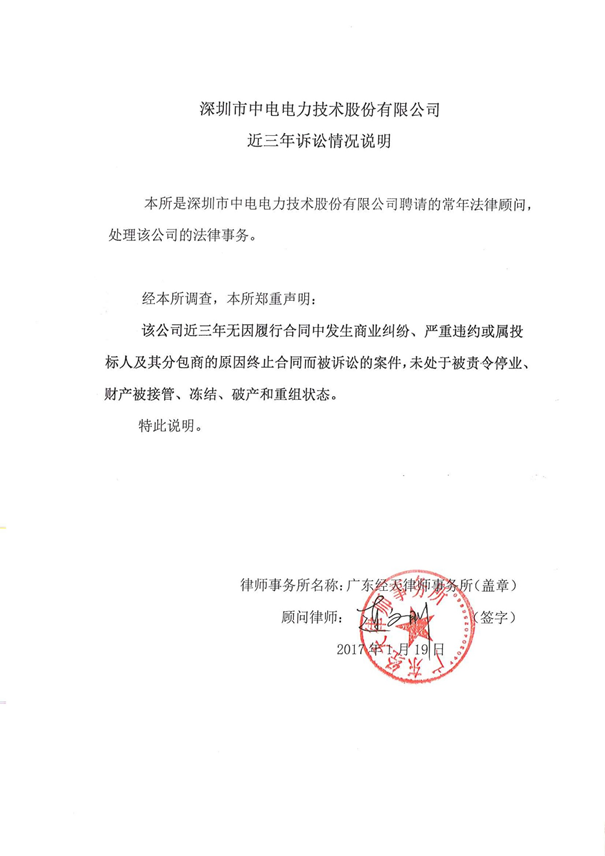 深圳市中电电力技术股份有限公司
近三年诉讼情况说明
本所是深圳市中电电力技术股份有限公司聘请的常年法律顾问，
处理该公司的法律事务。
经本所调查，本所郑重声明：
该公司近三年无因履行合同中发生商业纠纷、严重违约或属投
标人及其分包商的原因终止合同而被诉讼的案件，未处于被责令停业、
财产被接管、冻结、破产和重组状态。
特此说明。
律师事务所名称：广东经天律师事务所（盖章）
顾问律师：（签字）
2017年1月19日
广东经天律师事务所